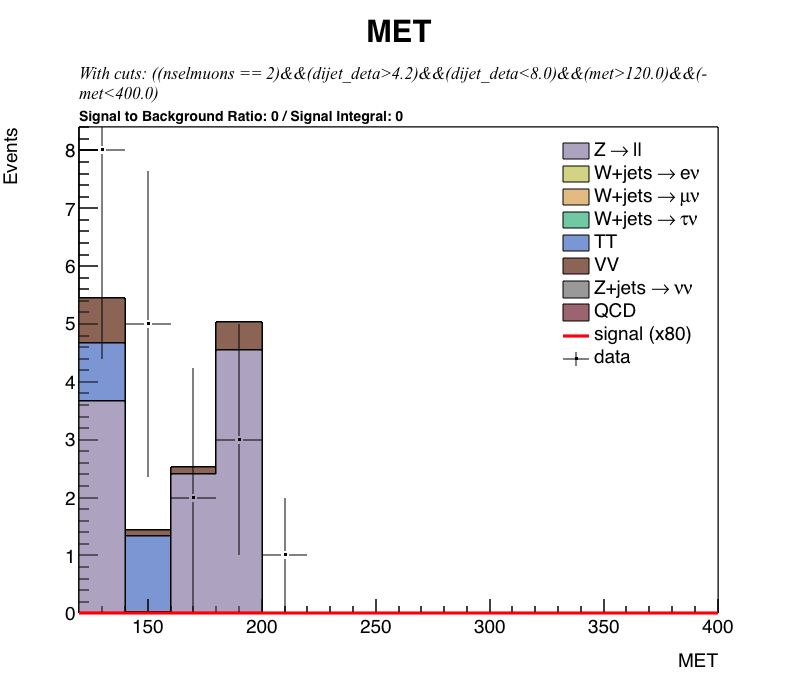 MET
With cuts: ((nselmuons == 2)&&(dijet_deta>4.2)&&(dijet_deta<8.0)&&(met>120.0)&&(-
met<400.0)
Signal to Background Ratio: 0 / Signal Integral: 0
Events
8
7
6
5
4
3
2
1
0
Z → ll
W+jets → eν
W+jets → μν
W+jets → τν
TT
VV
Z+jets → νν
QCD
signal (x80)
data
150 200 250 300 350 400
MET